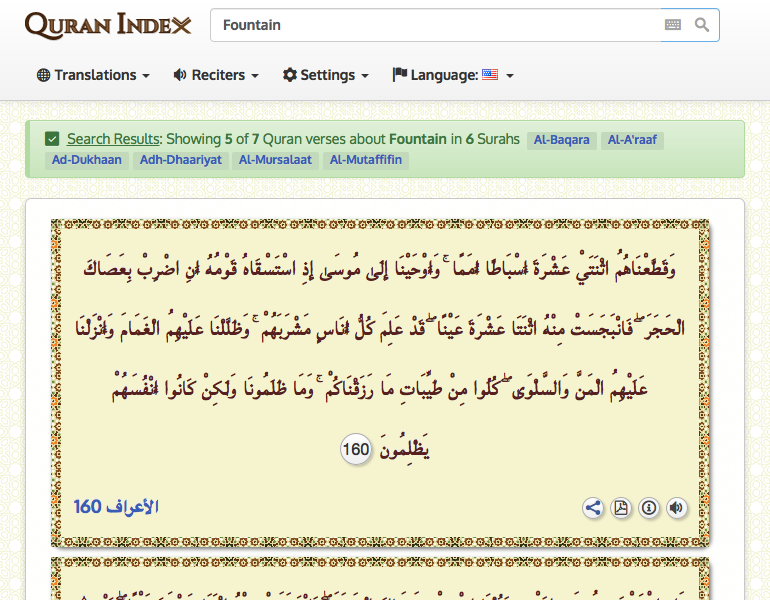 QURAN INDEX
Fountain
Translations Reciters Settings Language:
Search Results: Showing 5 of 7 Quran verses about Fountain in 6 Surahs Al-Baqara Al-A'raaf
Ad-Dukhaan Adh-Dhaariyat Al-Mursalaat Al-Mutaffifin
وَقَطَّعْنَاهُمُ اثْنَتَيْ عَشْرَةَ أَسْبَاطًا أُمَمًا ۚ وَأَوْحَيْنَا إِلَىٰ مُوسَىٰ إِذِ اسْتَسْقَاهُ قَوْمُهُ أَنِ اضْرِبْ بِعَصَاكَ
الْحَجَرَ ۖ فَانْبَجَسَتْ مِنْهُ اثْنَتَا عَشْرَةَ عَيْنًا ۖ قَدْ عَلِمَ كُلُّ أُنَاسٍ مَشْرَبَهُمْ ۚ وَظَلَّلْنَا عَلَيْهِمُ الْغَمَامَ وَأَنْزَلْنَا
عَلَيْهِمُ الْمَنَّ وَالسَّلْوَىٰ ۖ كُلُوا مِنْ طَيِّبَاتِ مَا رَزَقْنَاكُمْ ۚ وَمَا ظَلَمُونَا وَلَٰكِنْ كَانُوا أَنْفُسَهُمْ
يَظْلِمُونَ 160
الأعراف 160